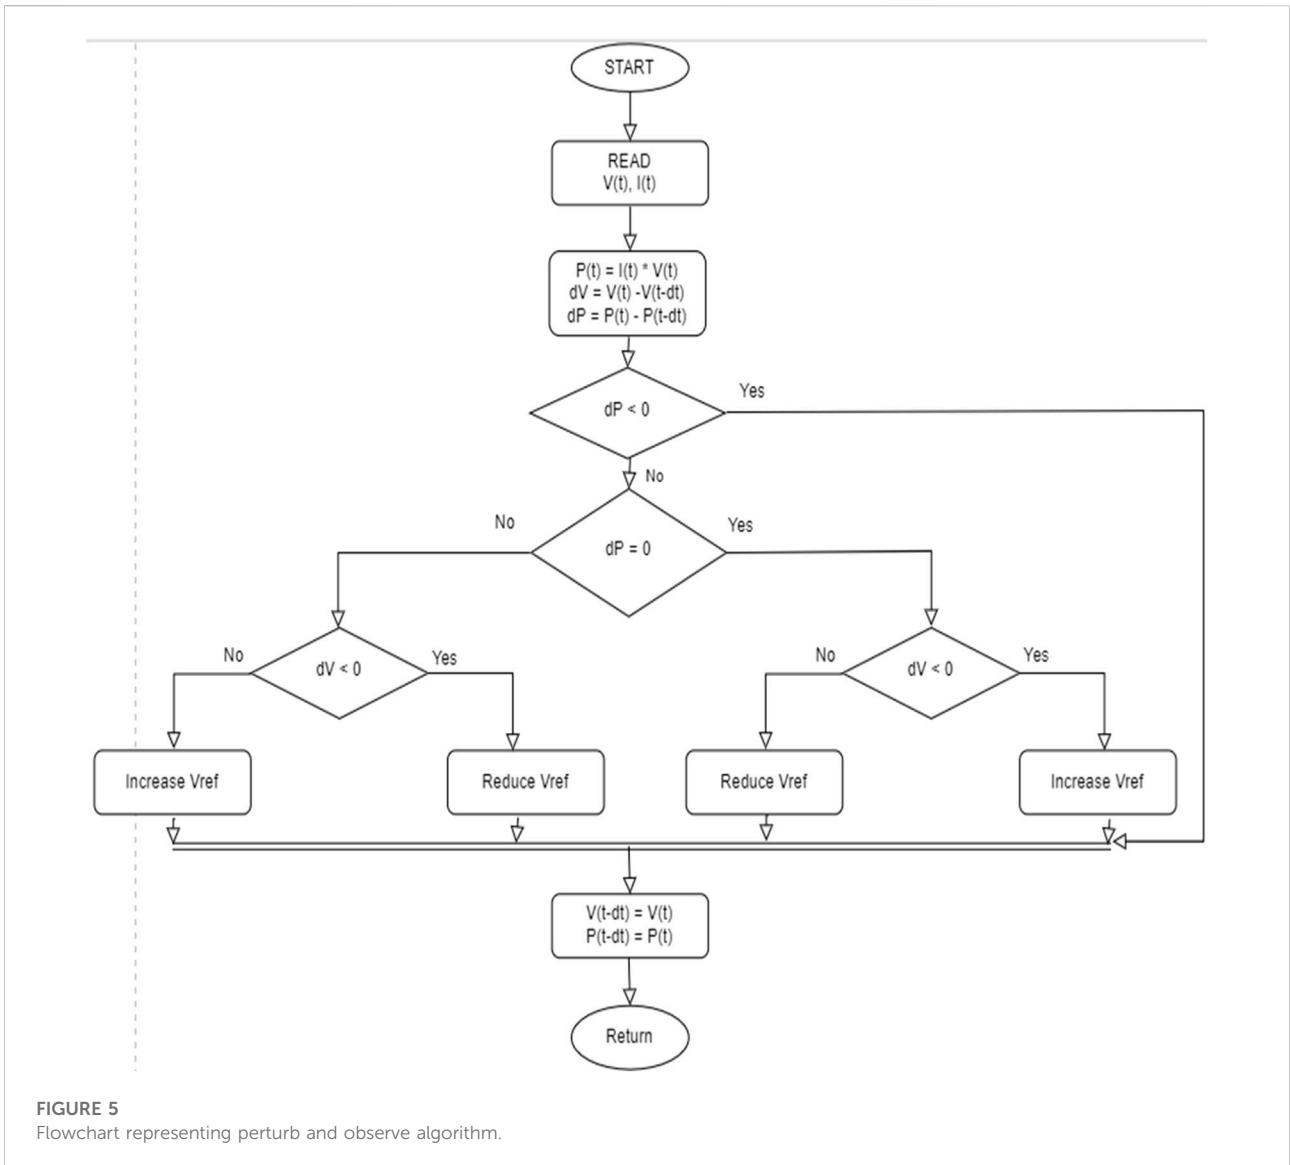 START
READ
V(t), I(t)
P(t) = I(t) * V(t)
dV = V(t) -V(t-dt)
dP = P(t) - P(t-dt)
dP < 0
Yes
No
dP = 0
No
Yes
dV < 0
No
Yes
dV < 0
No
Yes
Increase Vref
Reduce Vref
Reduce Vref
Increase Vref
V(t-dt) = V(t)
P(t-dt) = P(t)
Return
FIGURE 5
Flowchart representing perturb and observe algorithm.